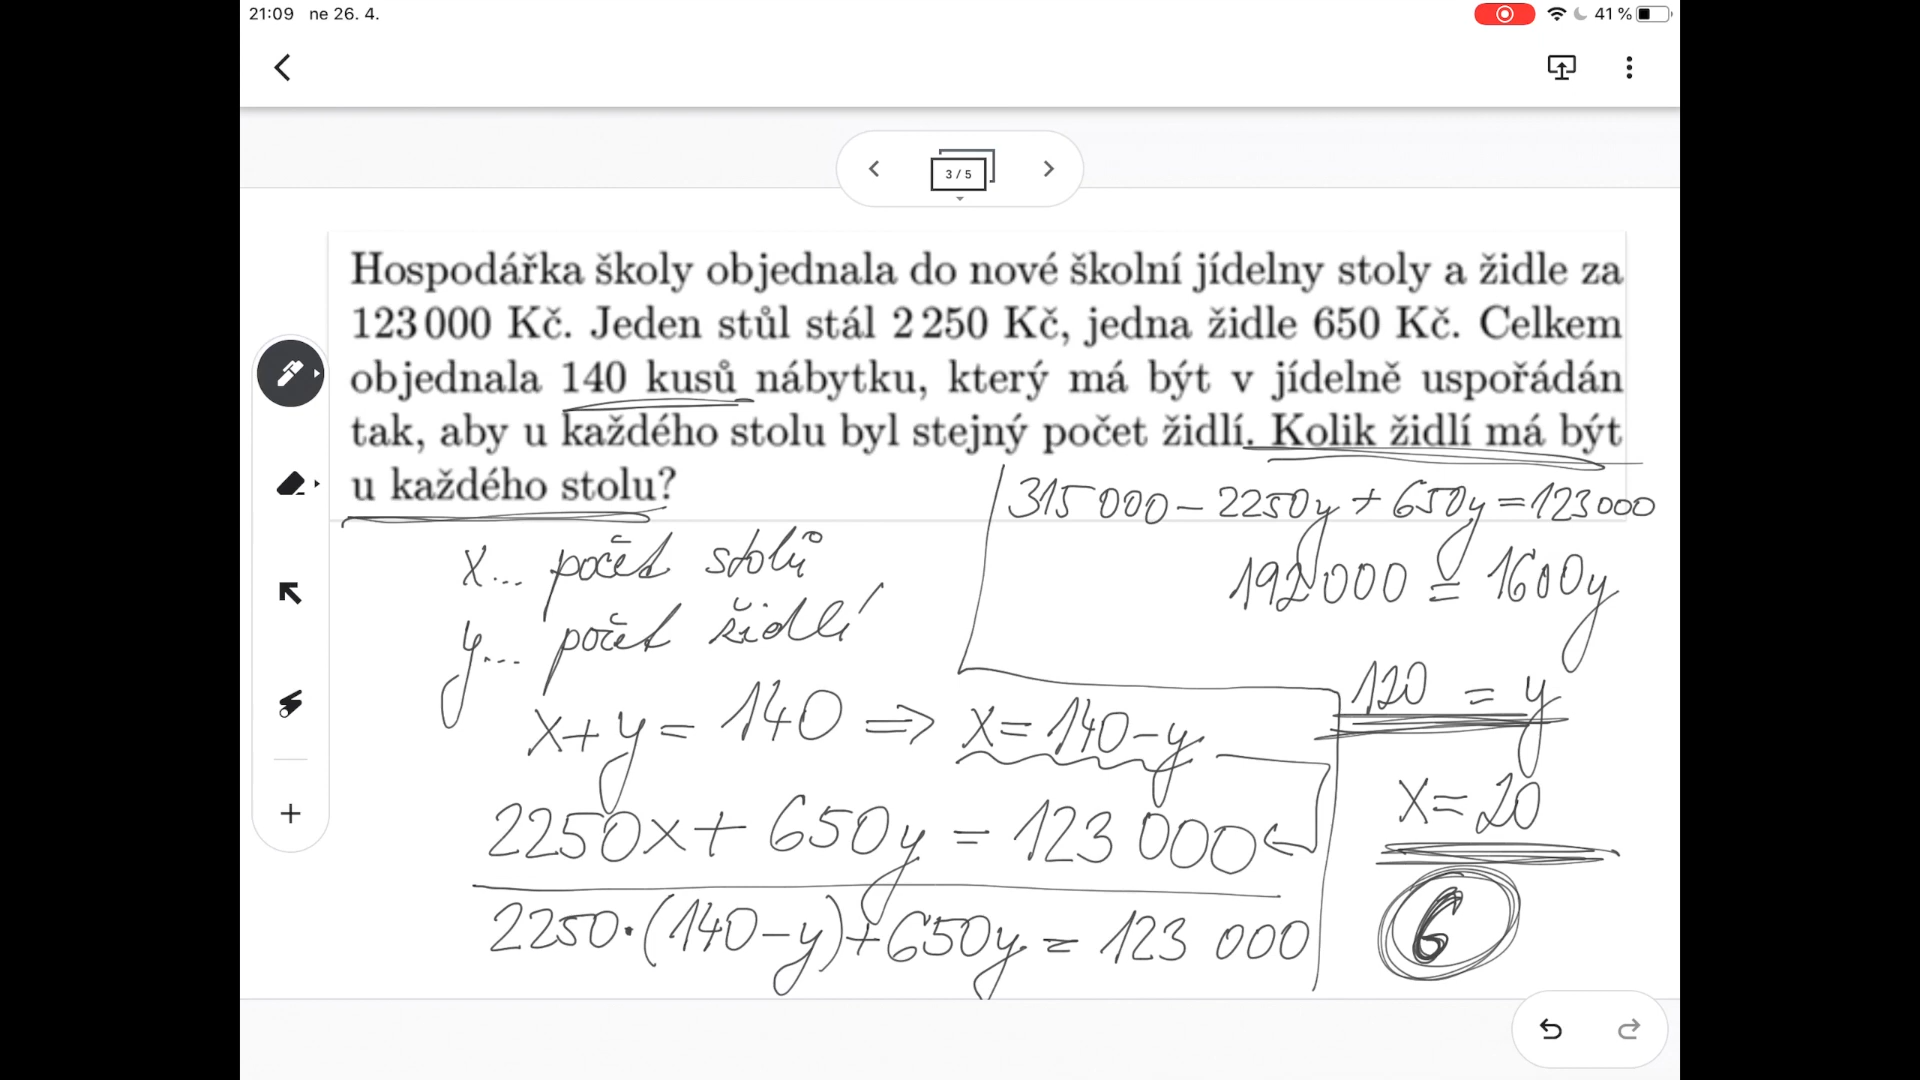 21:09 ne 26. 4.
41 %
3 / 5
Hospodářka školy objednala do nové školní jídelny stoly a židle za
123 000 Kč. Jeden stůl stál 2 250 Kč, jedna židle 650 Kč. Celkem
objednala 140 kusů nábytku, který má být v jídelně uspořádán
tak, aby u každého stolu byl stejný počet židlí. Kolik židlí má být
u každého stolu?
x... počet stolů
y... počet židlí
x+y = 140 => x = 140-y
2250x + 650y = 123 000
2250·(140-y)+650y = 123 000
315 000 - 2250y + 650y = 123 000
192 000 = 1600y
120 = y
x = 20
6